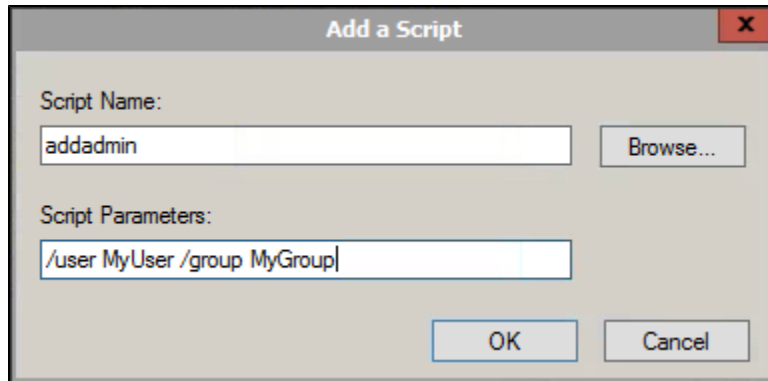 Add a Script
x
Script Name:
addadmin
Browse...
Script Parameters:
/user MyUser /group MyGroup
OK
Cancel